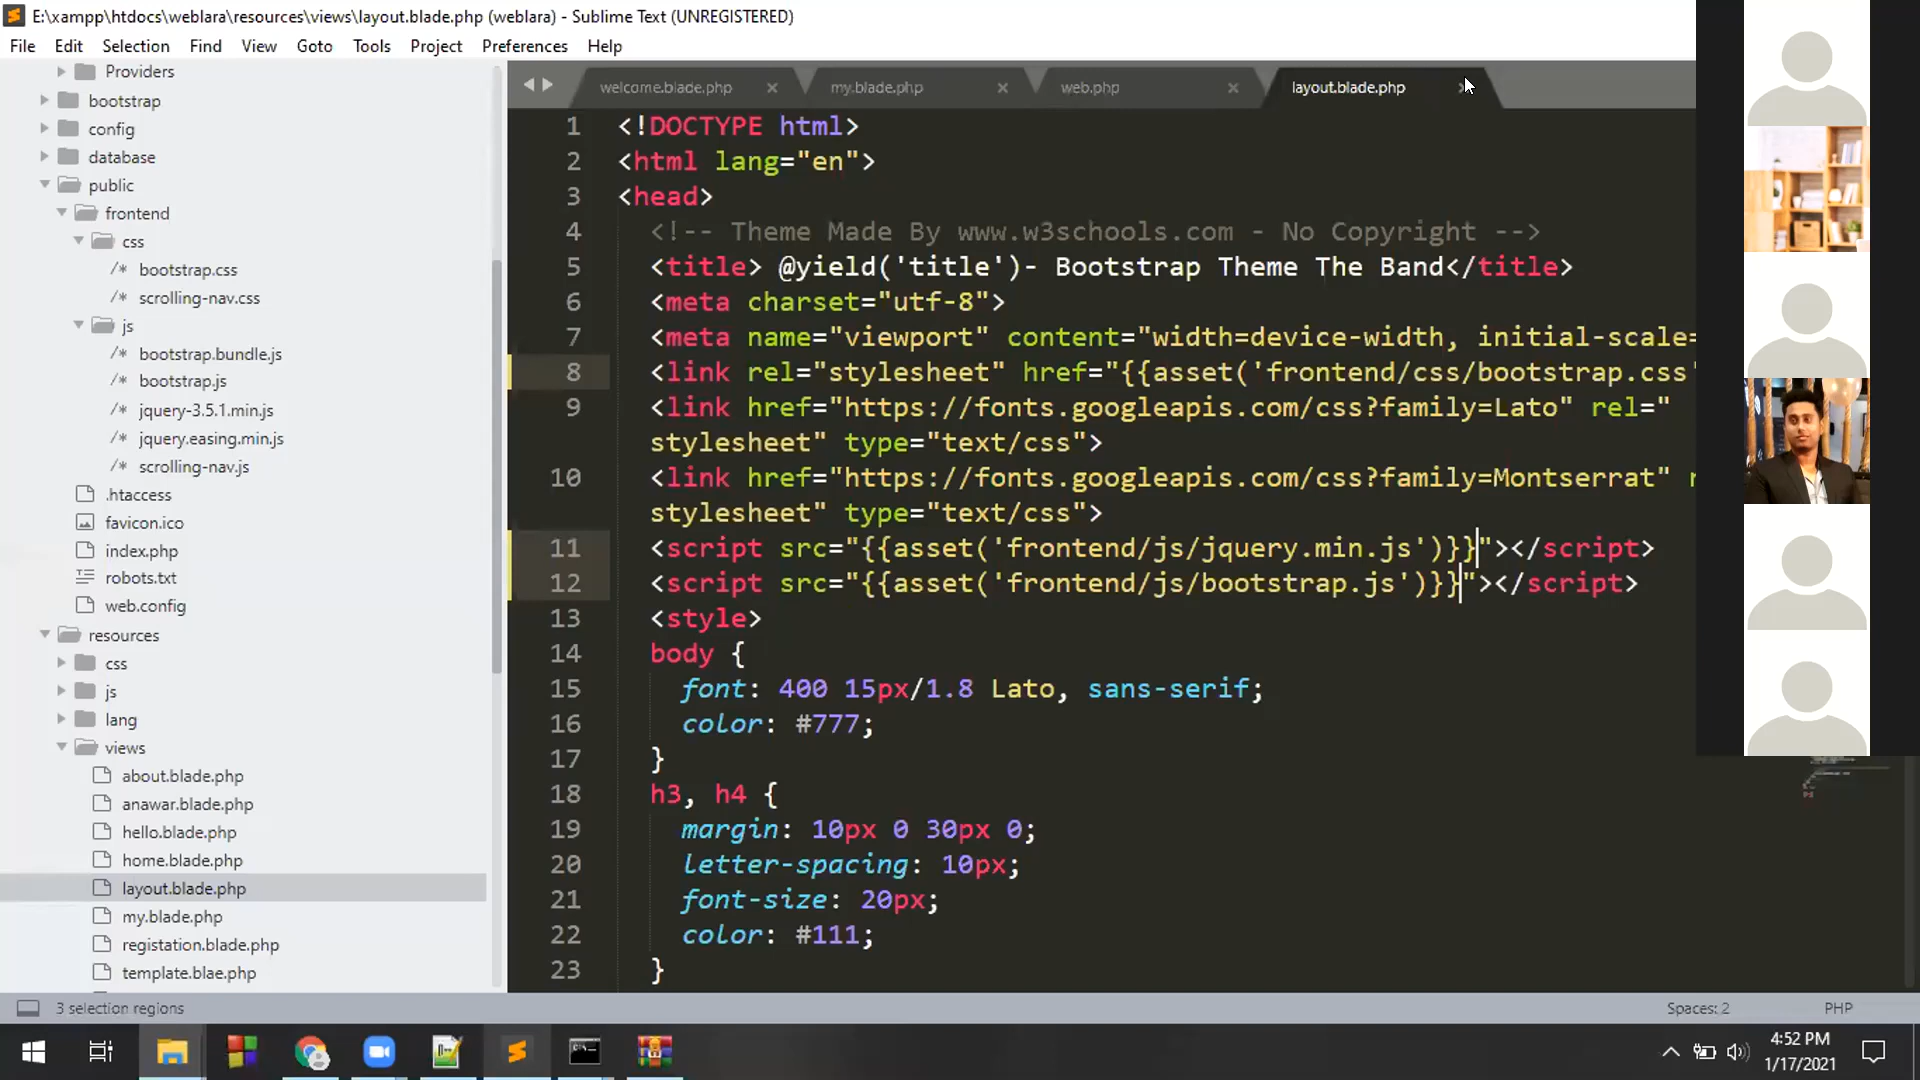 E:\xampp\htdocs\weblara\resources\views\layout.blade.php (weblara) - Sublime Text (UNREGISTERED)
File Edit Selection Find View Goto Tools Project Preferences Help
Providers
bootstrap
config
database
public
frontend
css
/* bootstrap.css
/* scrolling-nav.css
js
/* bootstrap.bundle.js
/* bootstrap.js
/* jquery-3.5.1.min.js
/* jquery.easing.min.js
/* scrolling-nav.js
.htaccess
favicon.ico
index.php
robots.txt
web.config
resources
css
js
lang
views
about.blade.php
anawar.blade.php
hello.blade.php
home.blade.php
layout.blade.php
my.blade.php
registation.blade.php
template.blae.php
welcome.blade.php my.blade.php web.php layout.blade.php
1 <!DOCTYPE html>
2 <html lang="en">
3 <head>
4 <!-- Theme Made By www.w3schools.com - No Copyright -->
5 <title> @yield('title')- Bootstrap Theme The Band</title>
6 <meta charset="utf-8">
7 <meta name="viewport" content="width=device-width, initial-scale=
8 <link rel="stylesheet" href="{{asset('frontend/css/bootstrap.css'
9 <link href="https://fonts.googleapis.com/css?family=Lato" rel="
stylesheet" type="text/css">
10 <link href="https://fonts.googleapis.com/css?family=Montserrat" r
stylesheet" type="text/css">
11 <script src="{{asset('frontend/js/jquery.min.js')}}"></script>
12 <script src="{{asset('frontend/js/bootstrap.js')}}"></script>
13 <style>
14 body {
15 font: 400 15px/1.8 Lato, sans-serif;
16 color: #777;
17 }
18 h3, h4 {
19 margin: 10px 0 30px 0;
20 letter-spacing: 10px;
21 font-size: 20px;
22 color: #111;
23 }
3 selection regions Spaces: 2 PHP
4:52 PM
1/17/2021